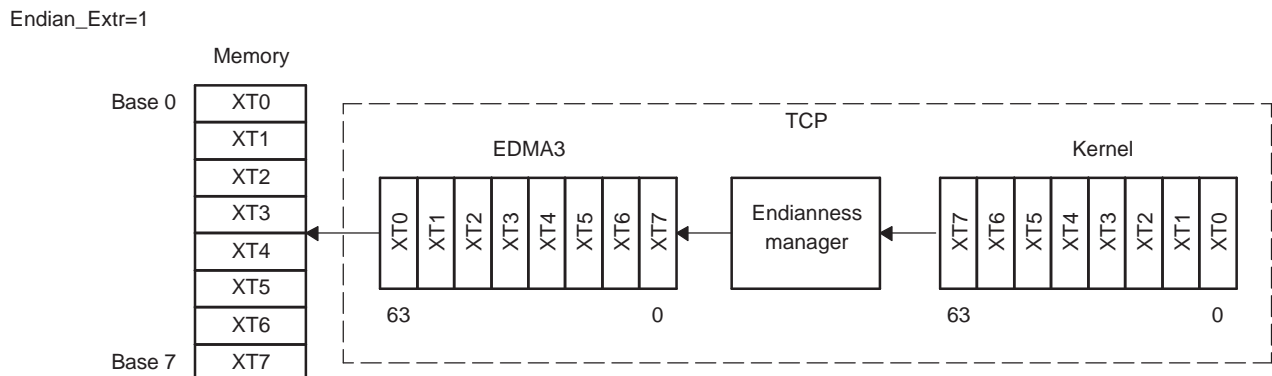 Endian_Extr=1
Memory
Base 0
XT0
XT1
XT2
XT3
XT4
XT5
XT6
Base 7
XT7
TCP
EDMA3
XT0
XT1
XT2
XT3
XT4
XT5
XT6
XT7
63
0
Endianness
manager
Kernel
XT7
XT6
XT5
XT4
XT3
XT2
XT1
XT0
63
0